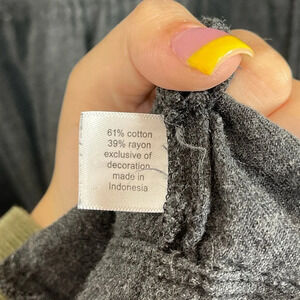 61% cotton
39% rayon
exclusive of
decoration
made in
Indonesia